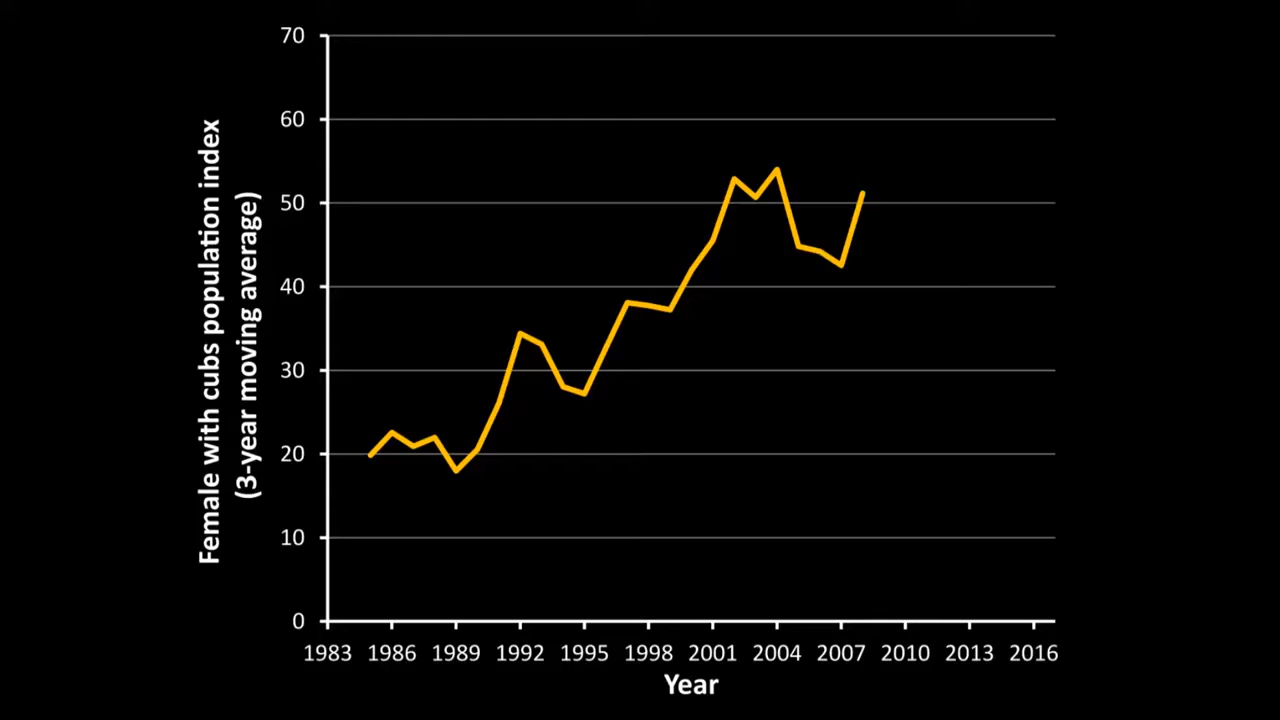 Female with cubs population index
(3-year moving average)
70
60
50
40
30
20
10
0
1983 1986 1989 1992 1995 1998 2001 2004 2007 2010 2013 2016
Year